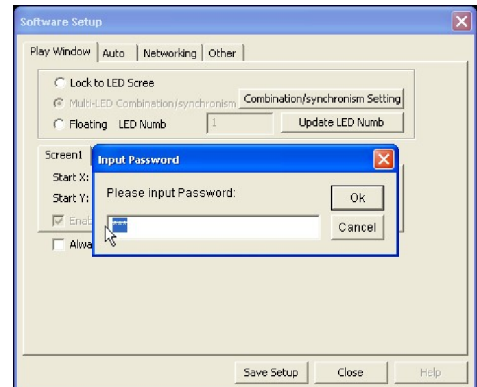 Software Setup
Play Window Auto Networking Other
Lock to LED Scree
Multi-LED Combination/synchronism Combination/synchronism Setting
Floating LED Numb 1 Update LED Numb
Screen1
Input Password
Start X:
Start Y:
Please input Password:
Ok
***
Cancel
Enab
Alwa
Save Setup Close Help